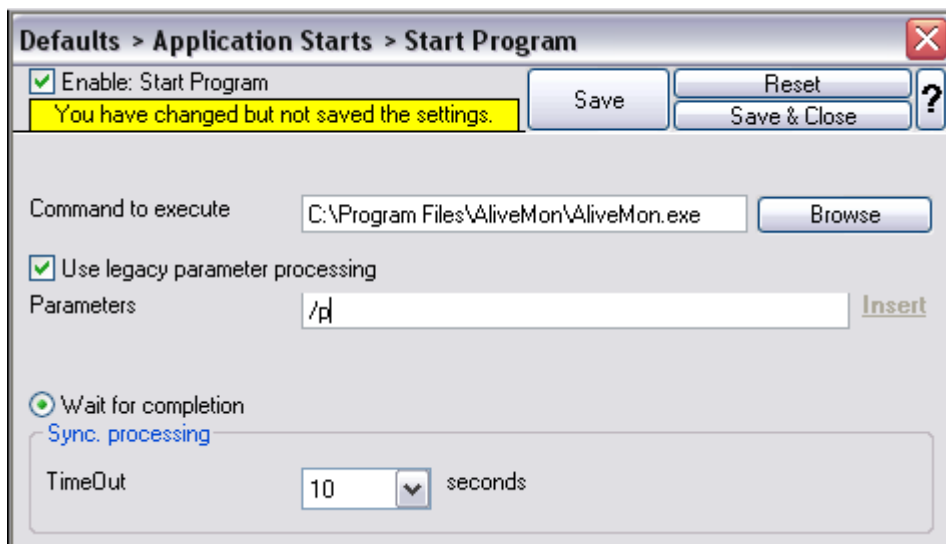 Defaults > Application Starts > Start Program
Enable: Start Program
You have changed but not saved the settings.
Save
Reset
Save & Close
?
Command to execute
C:\Program Files\AliveMon\AliveMon.exe
Browse
Use legacy parameter processing
Parameters
/p
Insert
Wait for completion
Sync. processing
TimeOut
10
seconds